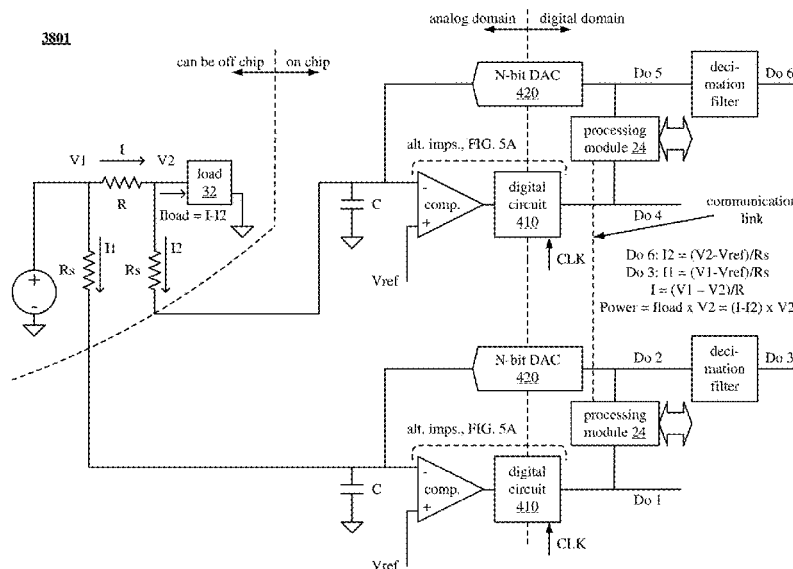 3801
analog domain
digital domain
can be off chip
on chip
N-bit DAC
420
Do 5
deci-
mation
filter
Do 6
processing
module 24
alt. imps., FIG. 5A
V1
I
V2
load
32
R
Iload = I-I2
C
-
comp.
+
digital
circuit
410
Do 4
communication
link
I1
I2
Rs
Rs
Vref
CLK
Do 6: I2 = (V2-Vref)/Rs
Do 3: I1 = (V1-Vref)/Rs
I = (V1 - V2)/R
Power = Iload x V2 = (I-I2) x V2
+
-
N-bit DAC
420
Do 2
deci-
mation
filter
Do 3
processing
module 24
alt. imps., FIG. 5A
C
-
comp.
+
digital
circuit
410
Do 1
Vref
CLK